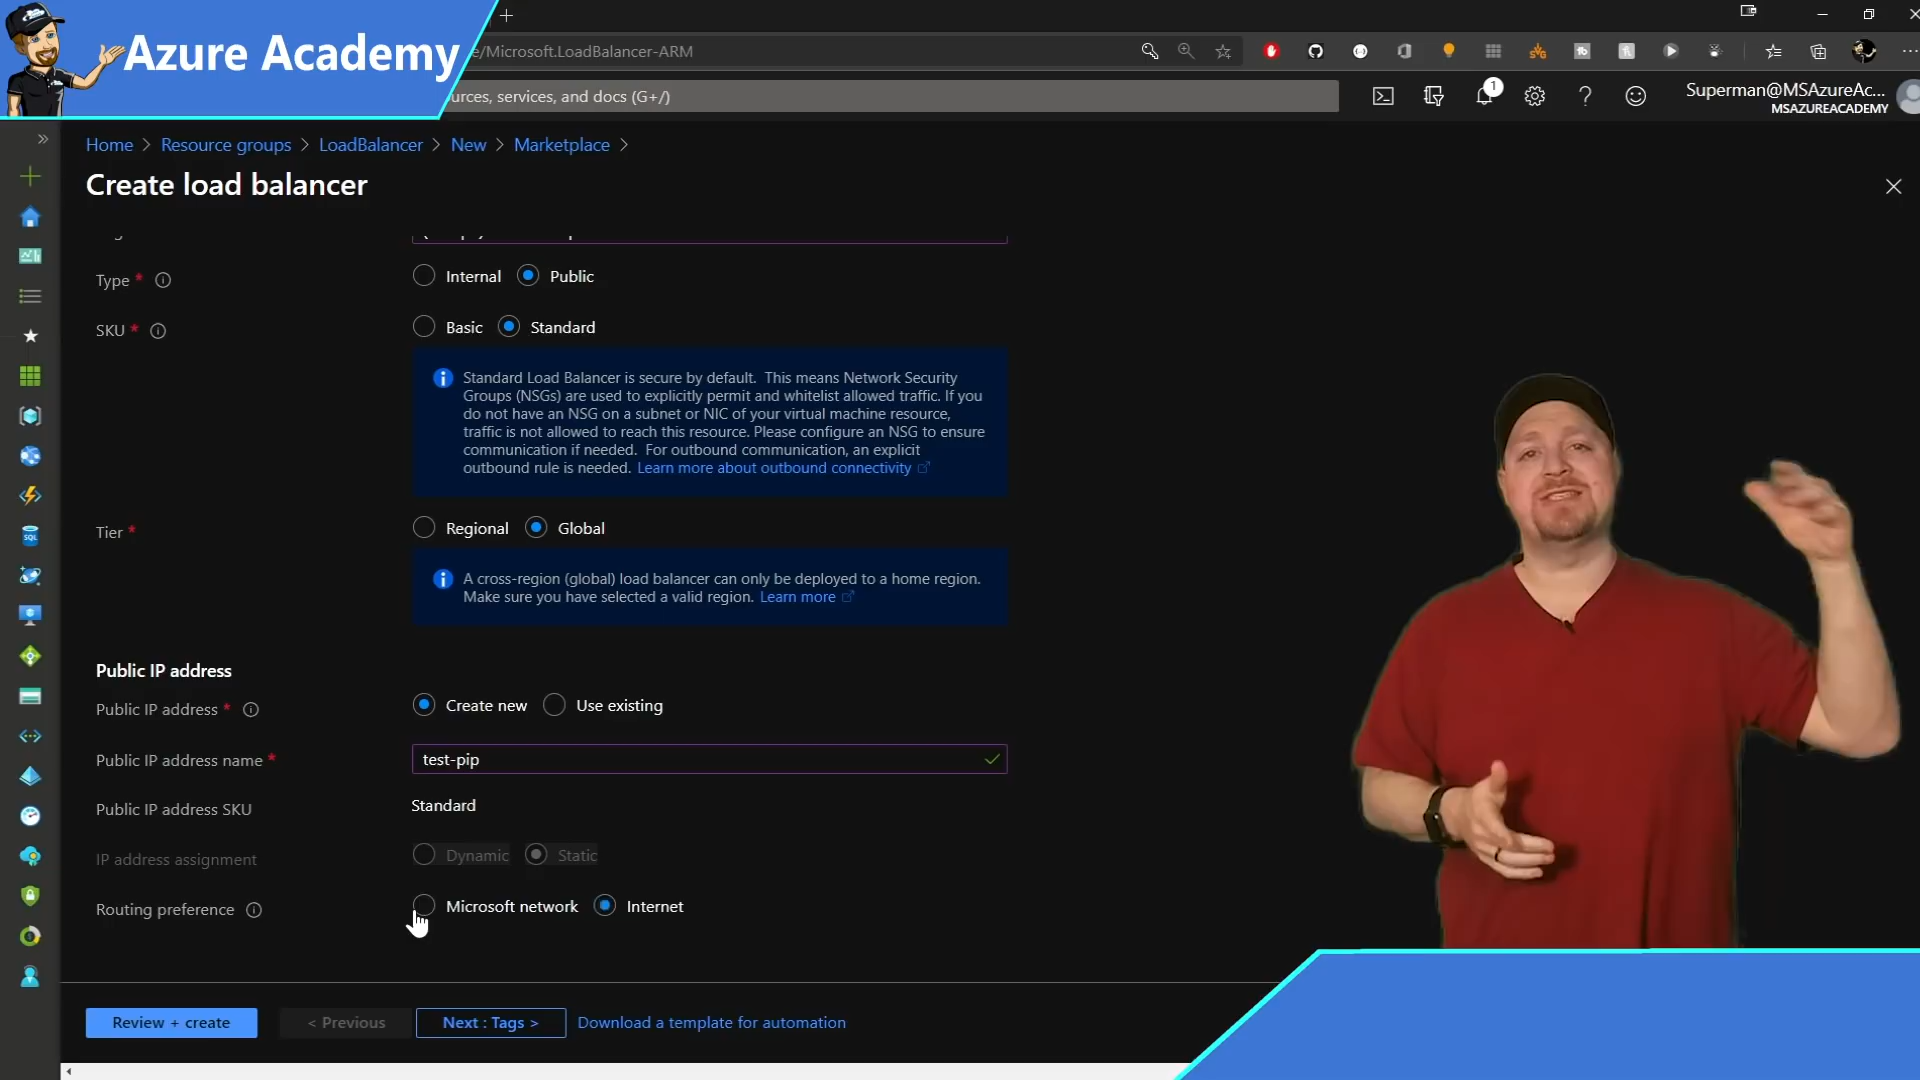 Azure Academy
e/Microsoft.LoadBalancer-ARM
urces, services, and docs (G+/)
1
Superman@MSAzureAc...
MSAZUREACADEMY
Home > Resource groups > LoadBalancer > New > Marketplace >
Create load balancer
Type * Internal Public
SKU * Basic Standard
Standard Load Balancer is secure by default. This means Network Security
Groups (NSGs) are used to explicitly permit and whitelist allowed traffic. If you
do not have an NSG on a subnet or NIC of your virtual machine resource,
traffic is not allowed to reach this resource. Please configure an NSG to ensure
communication if needed. For outbound communication, an explicit
outbound rule is needed. Learn more about outbound connectivity
Tier * Regional Global
A cross-region (global) load balancer can only be deployed to a home region.
Make sure you have selected a valid region. Learn more
Public IP address
Public IP address * Create new Use existing
Public IP address name * test-pip
Public IP address SKU Standard
IP address assignment Dynamic Static
Routing preference Microsoft network Internet
Review + create < Previous Next : Tags > Download a template for automation